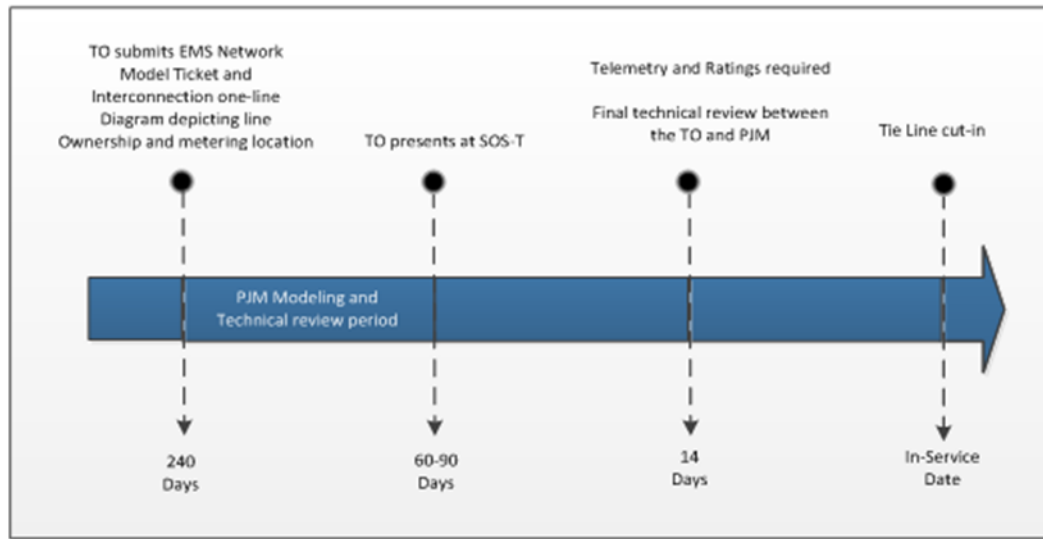 TO submits EMS Network
Model Ticket and
Interconnection one-line
Diagram depicting line
Ownership and metering location
TO presents at SOS-T
Telemetry and Ratings required
Final technical review between
the TO and PJM
Tie Line cut-in
PJM Modeling and
Technical review period
240
Days
60-90
Days
14
Days
In-Service
Date